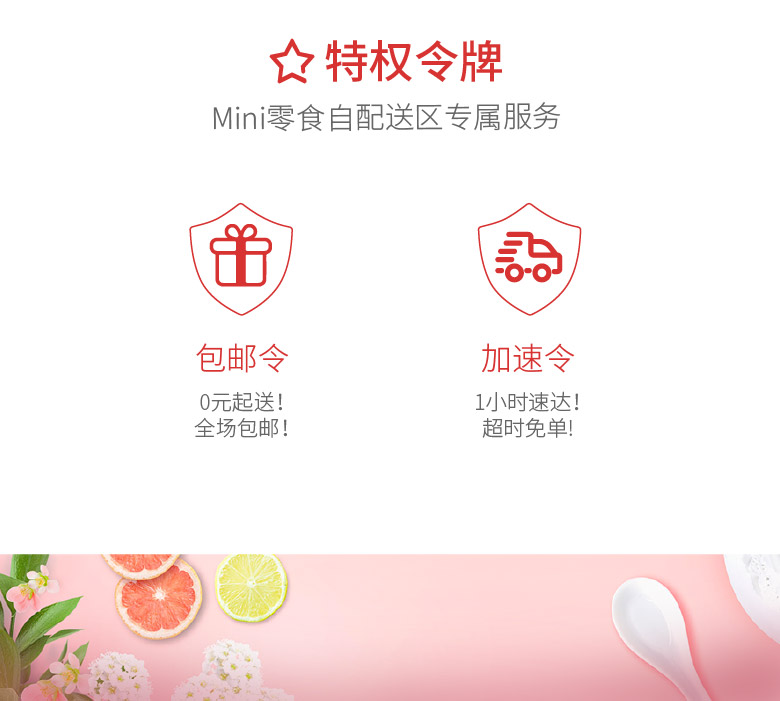 特权令牌
Mini零食自配送区专属服务
包邮令
0元起送！
全场包邮！
加速令
1小时速达！
超时免单!